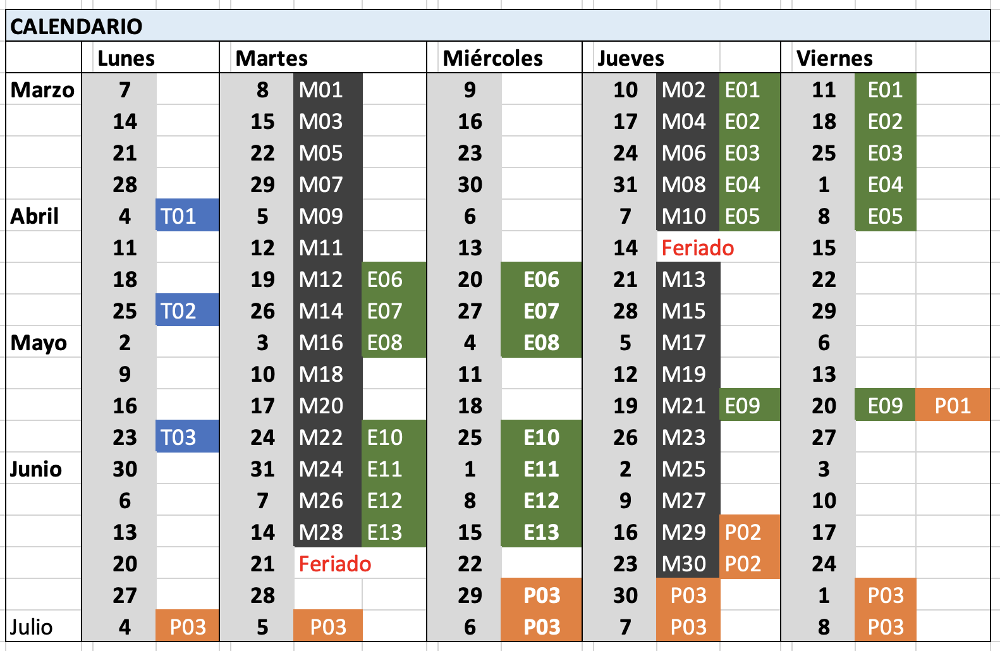 CALENDARIO
Lunes Martes Miércoles Jueves Viernes
Marzo 7 8 M01 9 10 M02 E01 11 E01
14 15 M03 16 17 M04 E02 18 E02
21 22 M05 23 24 M06 E03 25 E03
28 29 M07 30 31 M08 E04 1 E04
Abril 4 T01 5 M09 6 7 M10 E05 8 E05
11 12 M11 13 14 Feriado 15
18 19 M12 E06 20 E06 21 M13 22
25 T02 26 M14 E07 27 E07 28 M15 29
Mayo 2 3 M16 E08 4 E08 5 M17 6
9 10 M18 11 12 M19 13
16 17 M20 18 19 M21 E09 20 E09 P01
23 T03 24 M22 E10 25 E10 26 M23 27
Junio 30 31 M24 E11 1 E11 2 M25 3
6 7 M26 E12 8 E12 9 M27 10
13 14 M28 E13 15 E13 16 M29 P02 17
20 21 Feriado 22 23 M30 P02 24
27 28 29 P03 30 P03 1 P03
Julio 4 P03 5 P03 6 P03 7 P03 8 P03